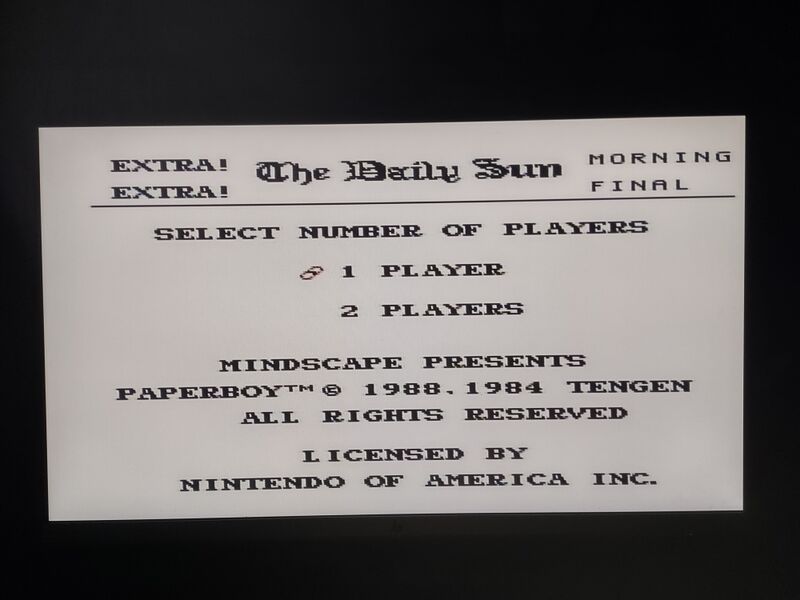 EXTRA! The Daily Sun MORNING
EXTRA! FINAL
SELECT NUMBER OF PLAYERS
1 PLAYER
2 PLAYERS
MINDSCAPE PRESENTS
PAPERBOY™® 1988,1984 TENGEN
ALL RIGHTS RESERVED
LICENSED BY
NINTENDO OF AMERICA INC.